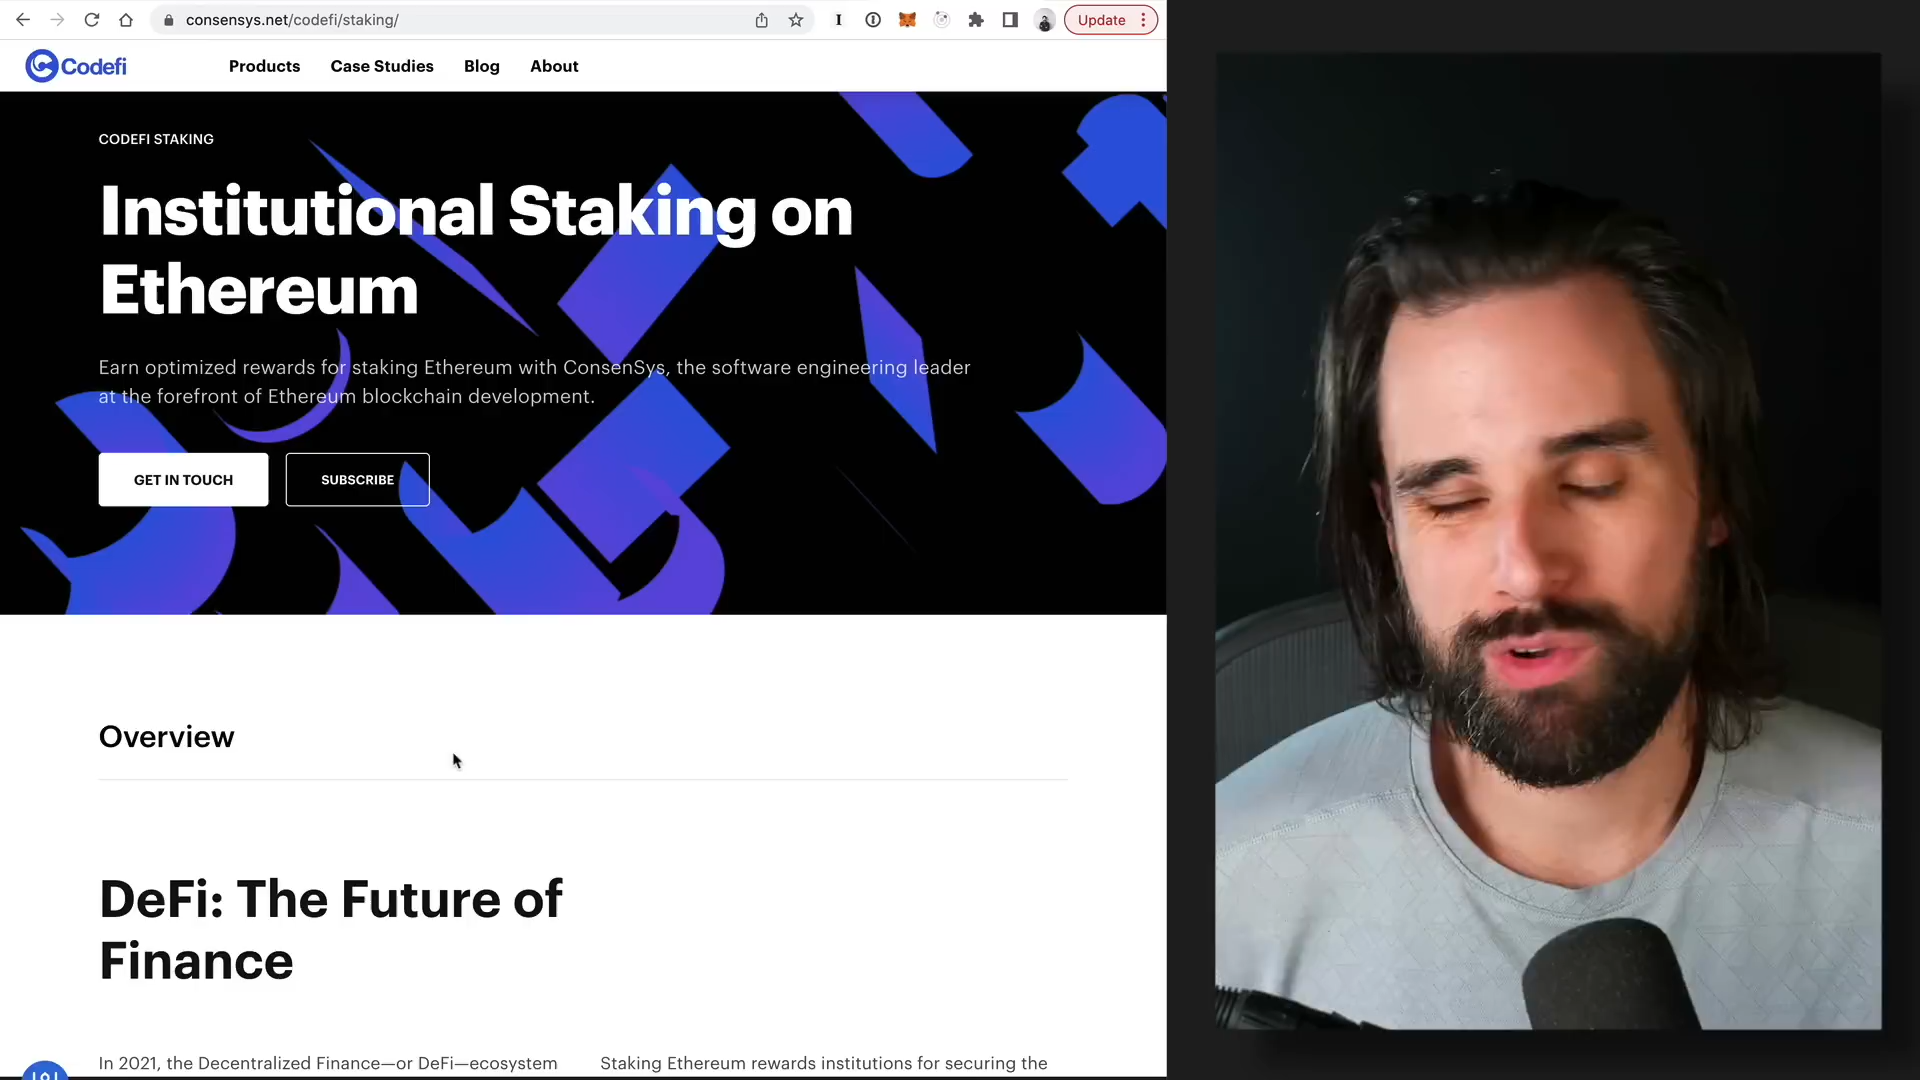 consensys.net/codefi/staking/
Update
Codefi
Products
Case Studies
Blog
About
CODEFI STAKING
Institutional Staking on
Ethereum
Earn optimized rewards for staking Ethereum with ConsenSys, the software engineering leader
at the forefront of Ethereum blockchain development.
GET IN TOUCH
SUBSCRIBE
Overview
DeFi: The Future of
Finance
In 2021, the Decentralized Finance—or DeFi—ecosystem
Staking Ethereum rewards institutions for securing the